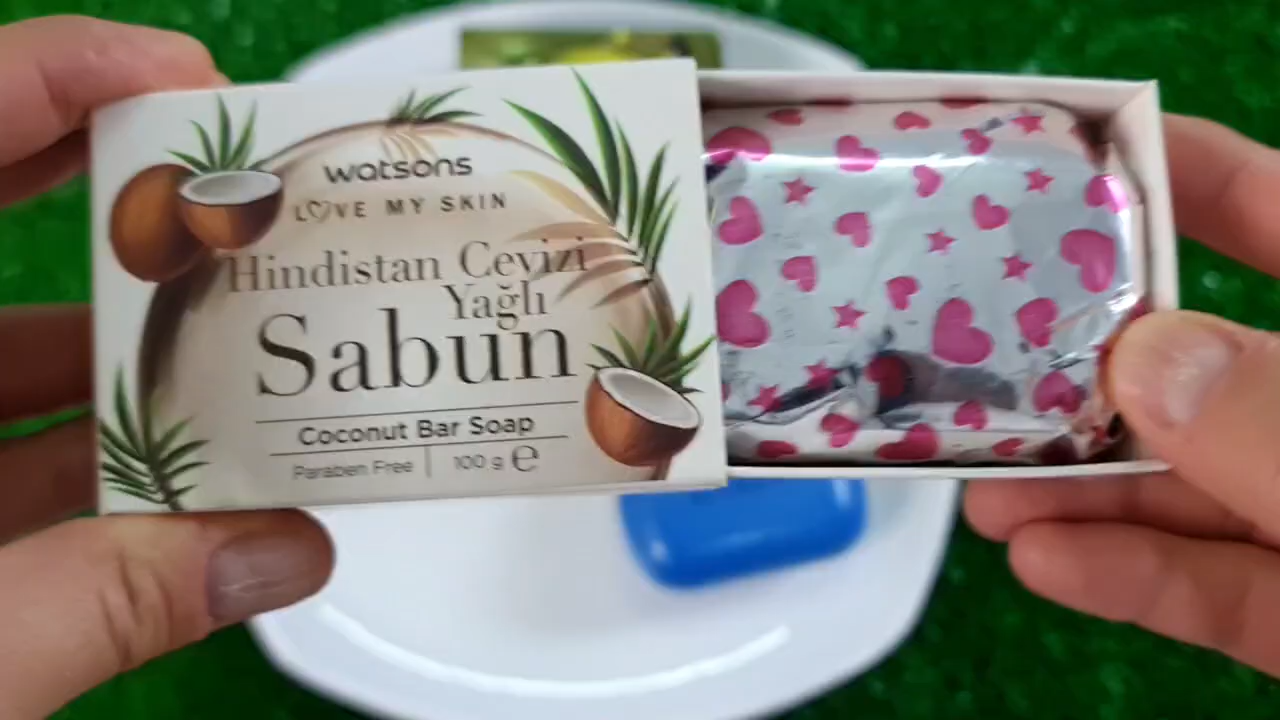 watsons
LOVE MY SKIN
Hindistan Cevizi
Yağlı
Sabun
Coconut Bar Soap
Paraben Free | 100 g ℮